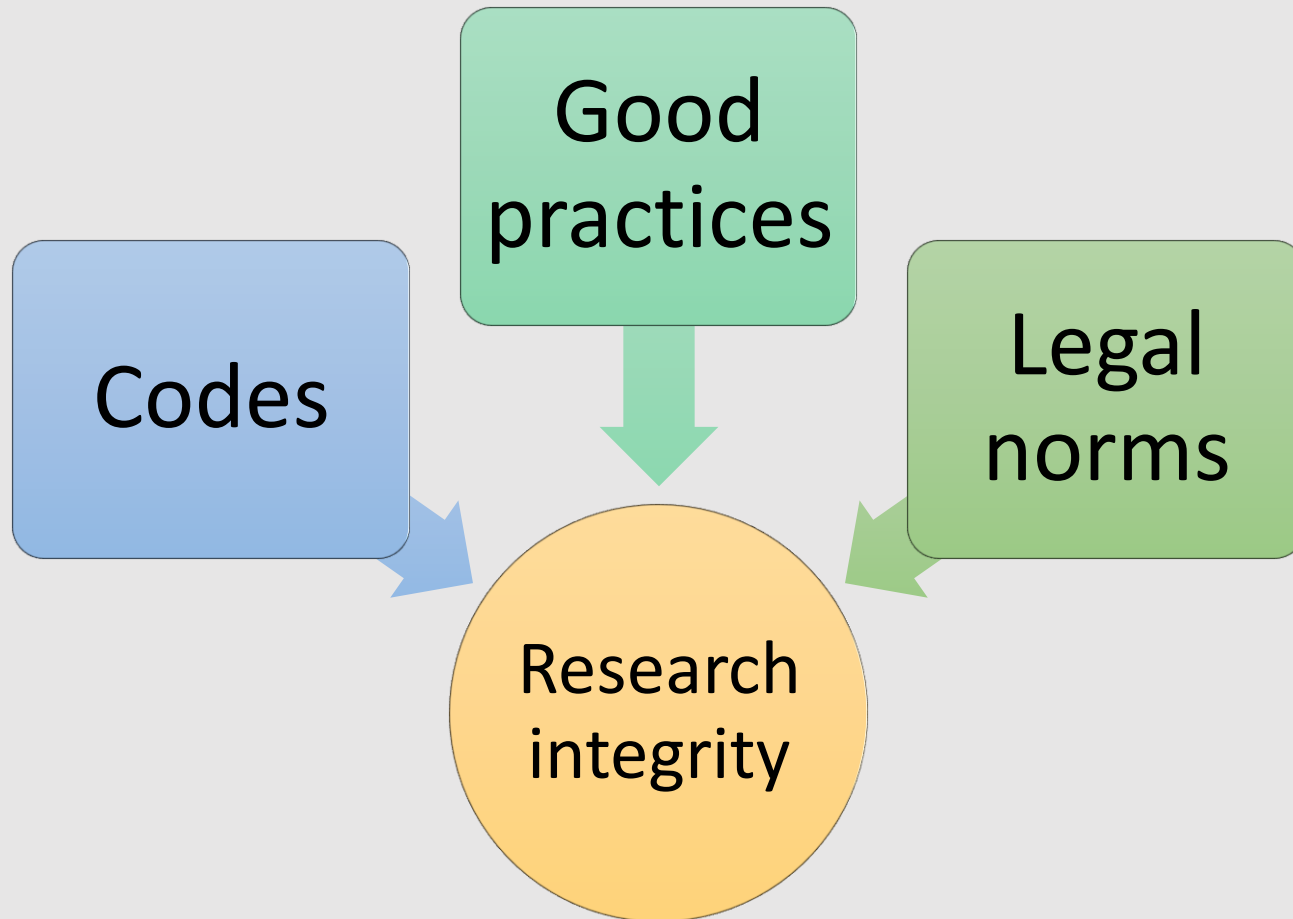 Good
practices
Codes
Legal
norms
Research
integrity